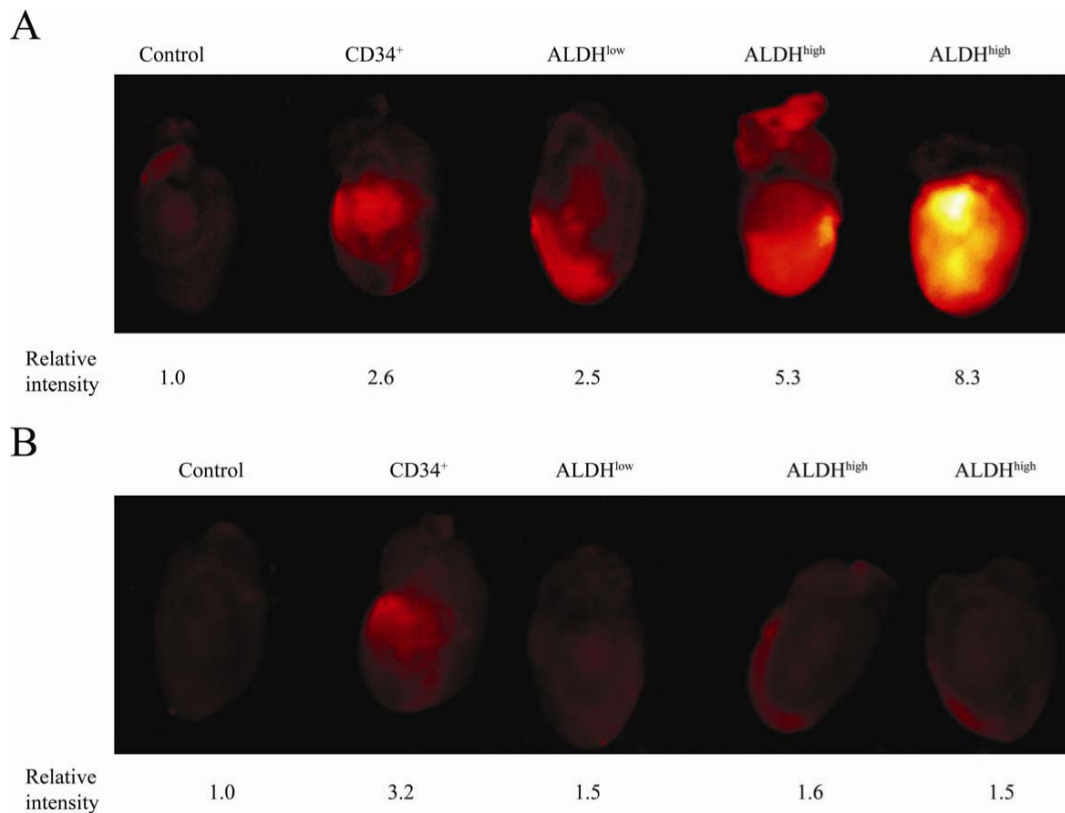 A
Control CD34⁺ ALDHˡᵒʷ ALDHʰⁱᵍʰ ALDHʰⁱᵍʰ
Relative
intensity 1.0 2.6 2.5 5.3 8.3
B
Control CD34⁺ ALDHˡᵒʷ ALDHʰⁱᵍʰ ALDHʰⁱᵍʰ
Relative
intensity 1.0 3.2 1.5 1.6 1.5